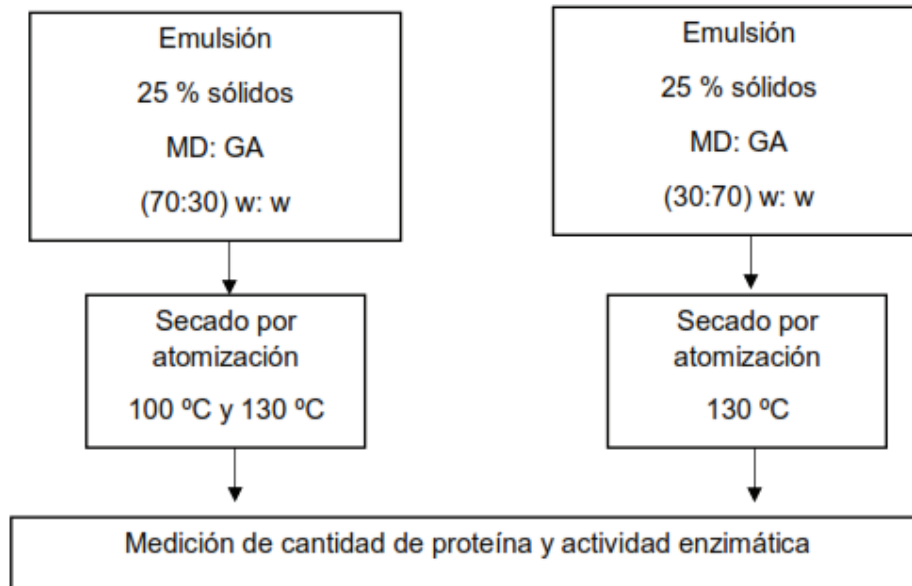 Emulsión
25 % sólidos
MD: GA
(70:30) w: w
Emulsión
25 % sólidos
MD: GA
(30:70) w: w
Secado por
atomización
100 ºC y 130 ºC
Secado por
atomización
130 ºC
Medición de cantidad de proteína y actividad enzimática